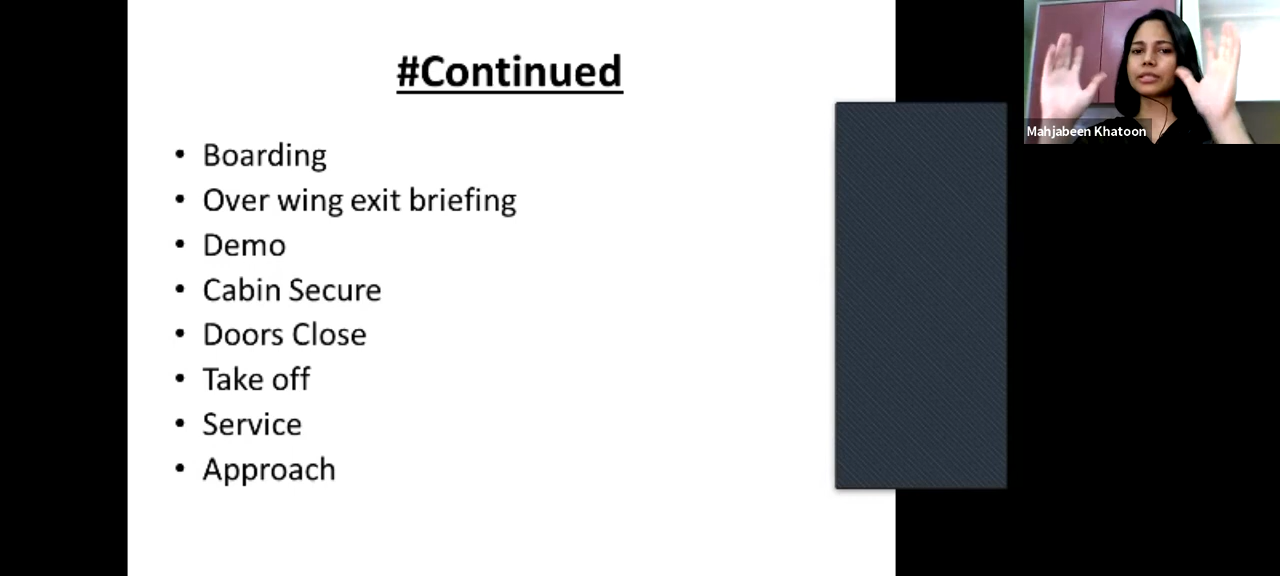 #Continued
• Boarding
• Over wing exit briefing
• Demo
• Cabin Secure
• Doors Close
• Take off
• Service
• Approach
Mahjabeen Khatoon